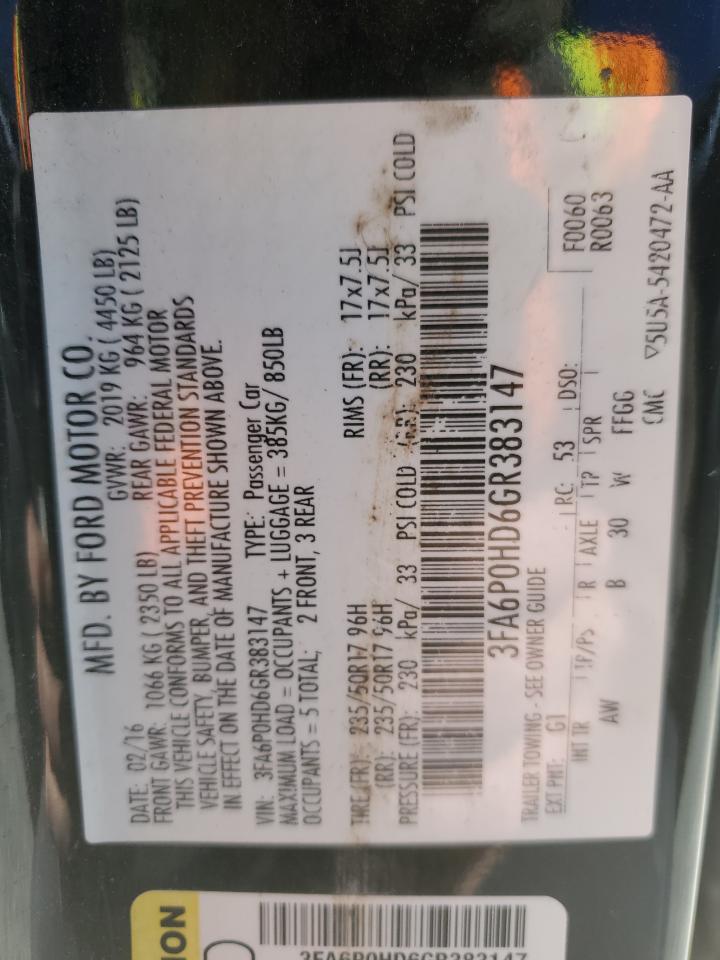 MFD. BY FORD MOTOR CO.
DATE: 02/16 GVWR: 2019 KG ( 4450 LB)
FRONT GAWR: 1066 KG ( 2350 LB) REAR GAWR: 964 KG ( 2125 LB)
THIS VEHICLE CONFORMS TO ALL APPLICABLE FEDERAL MOTOR
VEHICLE SAFETY, BUMPER, AND THEFT PREVENTION STANDARDS
IN EFFECT ON THE DATE OF MANUFACTURE SHOWN ABOVE.
VIN: 3FA6P0HD6GR383147 TYPE: Passenger Car
MAXIMUM LOAD = OCCUPANTS + LUGGAGE = 385KG/ 850LB
OCCUPANTS = 5 TOTAL; 2 FRONT, 3 REAR
TIRE (FR): 235/50R17 96H RIMS (FR): 17x7.5J
(RR): 235/50R17 96H (RR): 17x7.5J
PRESSURE (FR): 230 kPa/ 33 PSI COLD (RR): 230 kPa/ 33 PSI COLD
3FA6P0HD6GR383147
TRAILER TOWING - SEE OWNER GUIDE
F0060
EXT PNT: G1 RC: 53 DSO: R0063
INT TR TP/PS R AXLE TP SPR
AW B 30 W FFGG
CMC ▽5U5A-5420472-AA
ION
3FA6P0HD6GR383147